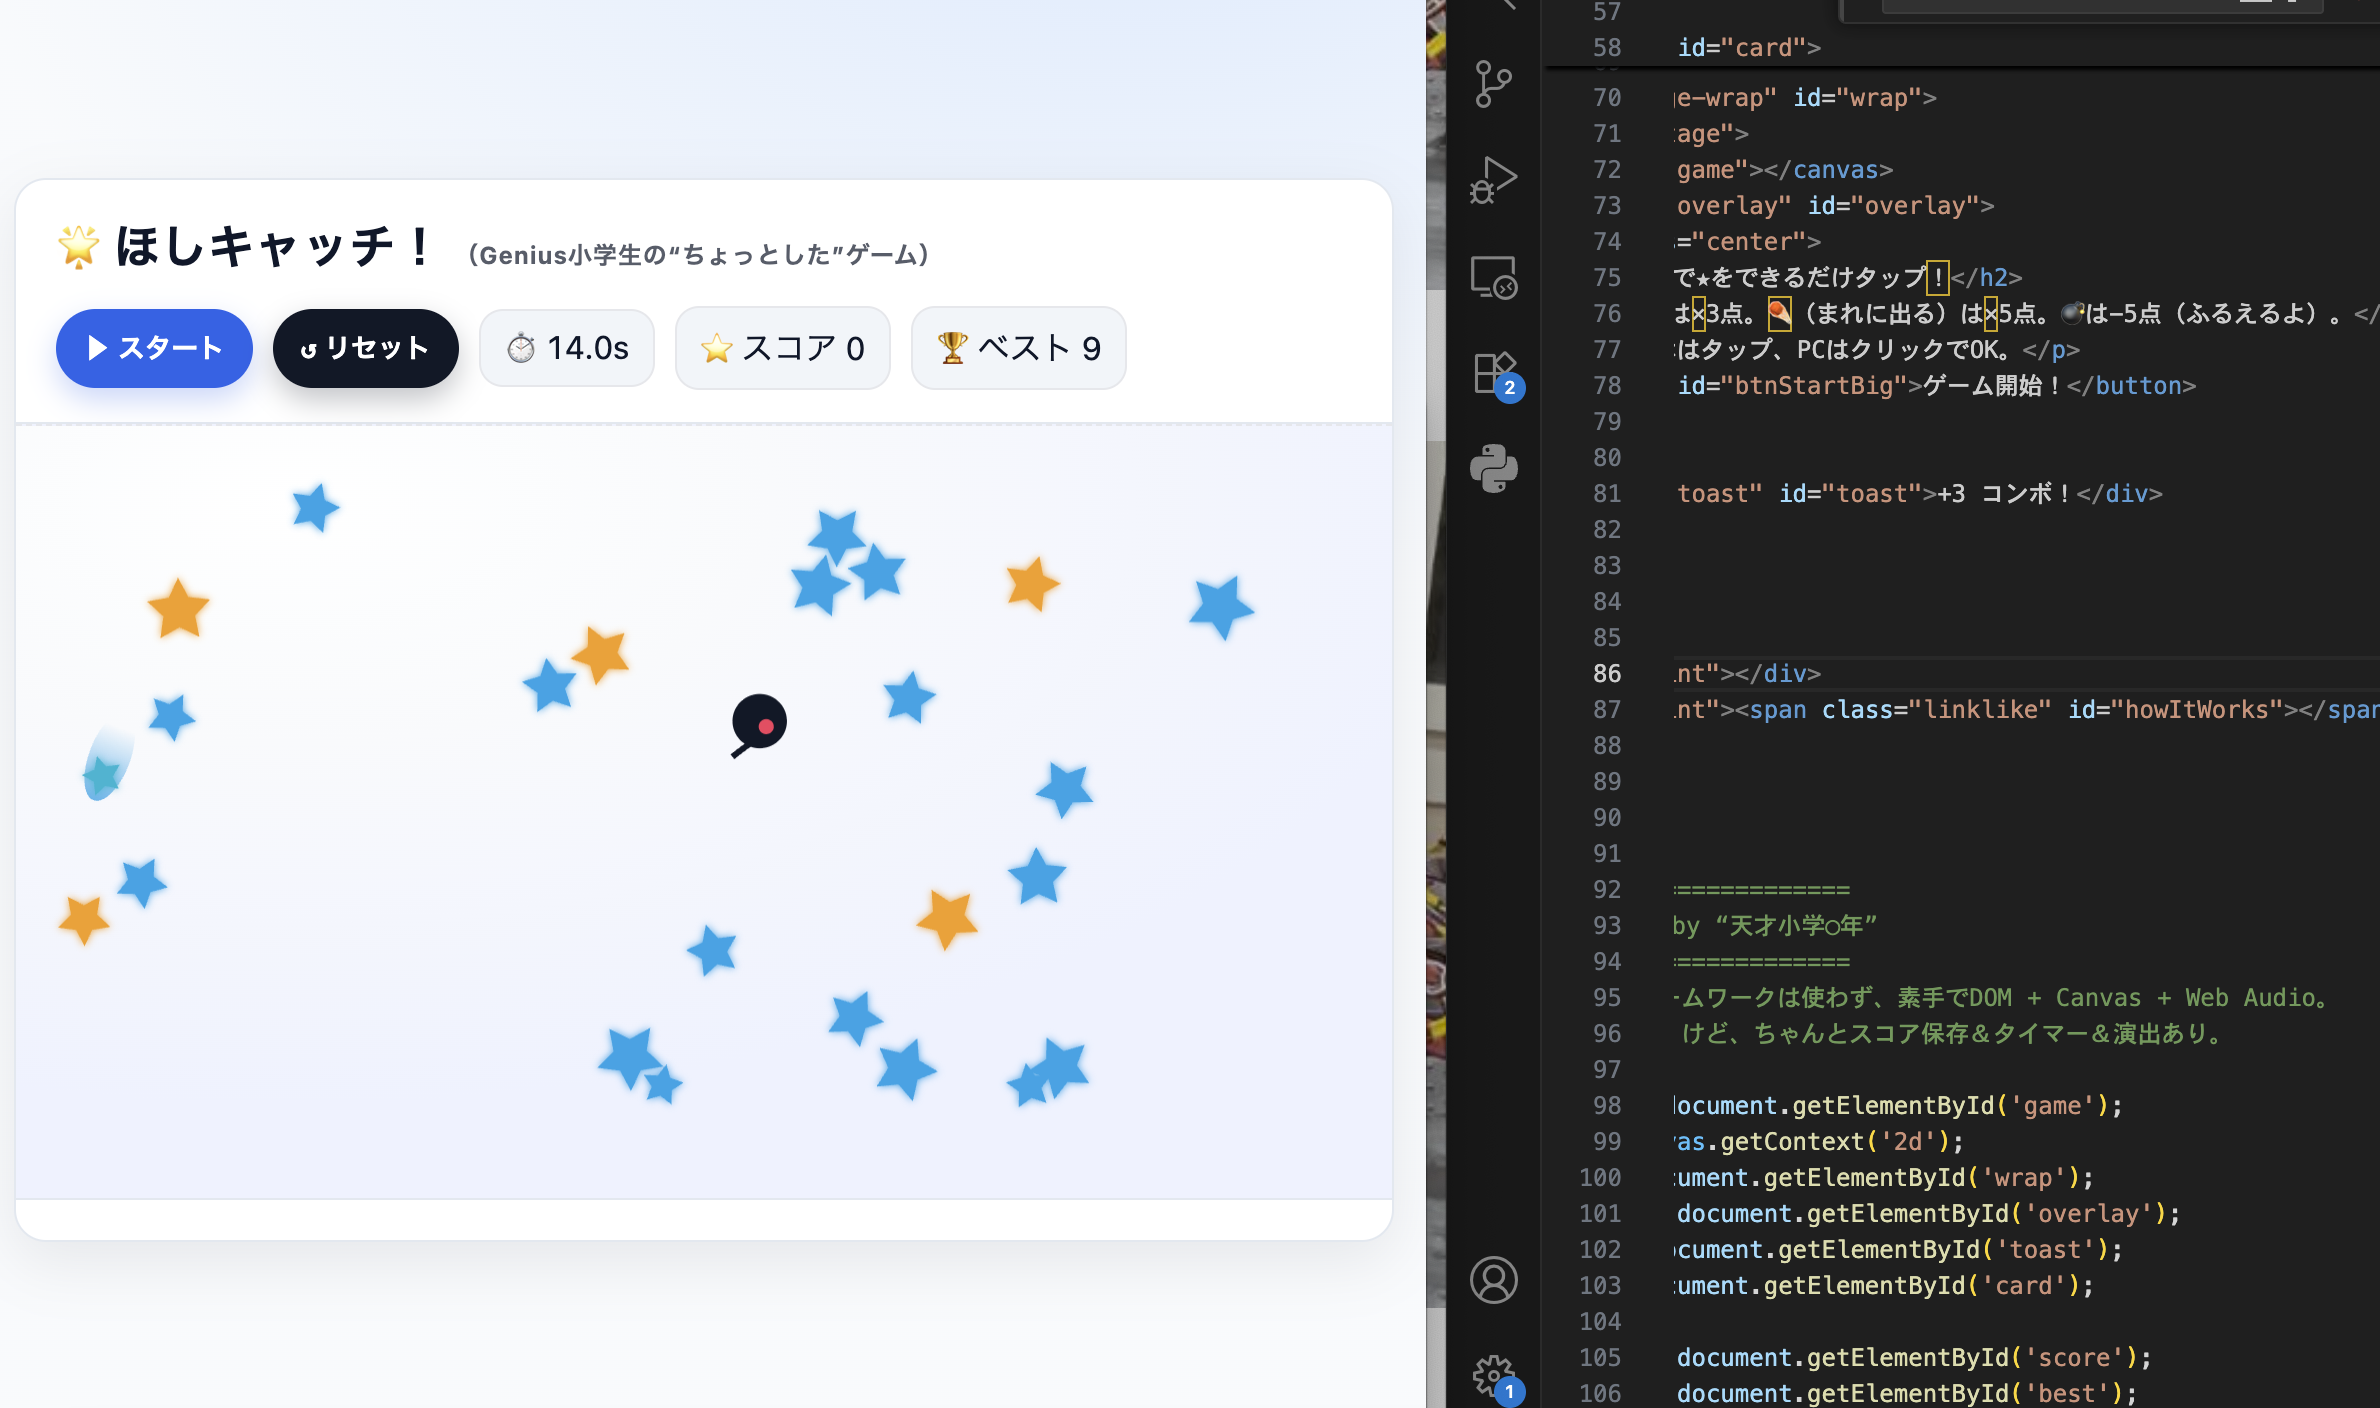 🌟 ほしキャッチ！ （Genius小学生の“ちょっとした”ゲーム）
▶ スタート
↺ リセット
⏱ 14.0s
⭐ スコア 0
🏆 ベスト 9
57
58 id="card">
70 e-wrap" id="wrap">
71 age">
72 game"></canvas>
73 overlay" id="overlay">
74 ="center">
75 で★をできるだけタップ！</h2>
76 は×3点。☄️（まれに出る）は×5点。💣は−5点（ふるえるよ）。</
77 はタップ、PCはクリックでOK。</p>
78 id="btnStartBig">ゲーム開始！</button>
79
80
81 toast" id="toast">+3 コンボ！</div>
82
83
84
85
86 nt"></div>
87 nt"><span class="linklike" id="howItWorks"></span
88
89
90
91
92 ============
93 by “天才小学○年”
94 ============
95 ームワークは使わず、素手でDOM + Canvas + Web Audio。
96 けど、ちゃんとスコア保存＆タイマー＆演出あり。
97
98 document.getElementById('game');
99 vas.getContext('2d');
100 cument.getElementById('wrap');
101 document.getElementById('overlay');
102 ocument.getElementById('toast');
103 cument.getElementById('card');
104
105 document.getElementById('score');
106 document.getElementById('best');
2
1